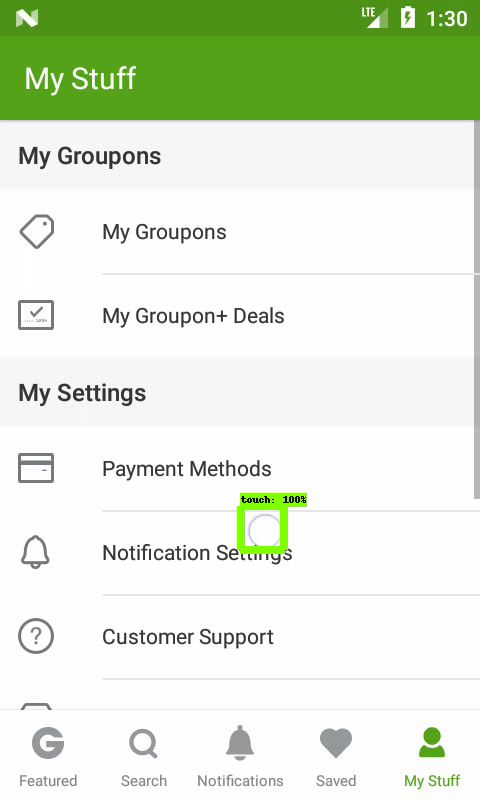 LTE 1:30
My Stuff
My Groupons
My Groupons
My Groupon+ Deals
My Settings
Payment Methods
touch: 100%
Notification Settings
? Customer Support
G
Featured Search Notifications Saved My Stuff